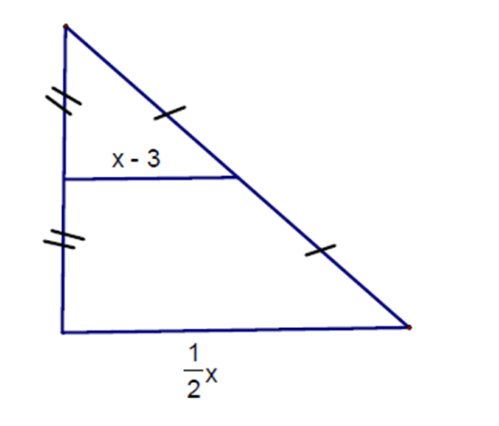 x - 3
1/2 x